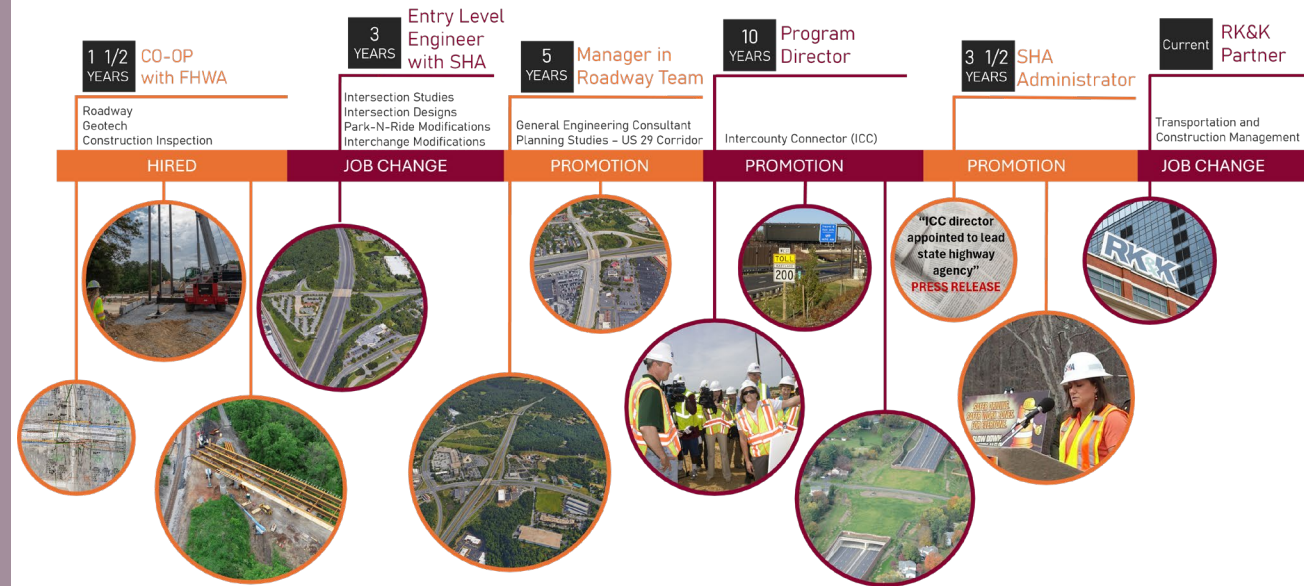 1 1/2
YEARS
CO-OP
with FHWA
Roadway
Geotech
Construction Inspection
HIRED
3
YEARS
Entry Level
Engineer
with SHA
Intersection Studies
Intersection Designs
Park-N-Ride Modifications
Interchange Modifications
JOB CHANGE
5
YEARS
Manager in
Roadway Team
General Engineering Consultant
Planning Studies – US 29 Corridor
PROMOTION
10
YEARS
Program
Director
Intercounty Connector (ICC)
PROMOTION
3 1/2
YEARS
SHA
Administrator
PROMOTION
Current
RK&K
Partner
Transportation and
Construction Management
JOB CHANGE
TOLL
200
“ICC director
appointed to lead
state highway
agency”
PRESS RELEASE
RK&K